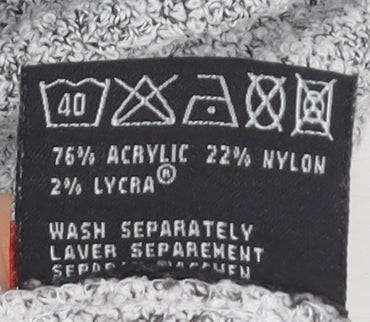 40
76% ACRYLIC 22% NYLON
2% LYCRA®
WASH SEPARATELY
LAVER SEPAREMENT